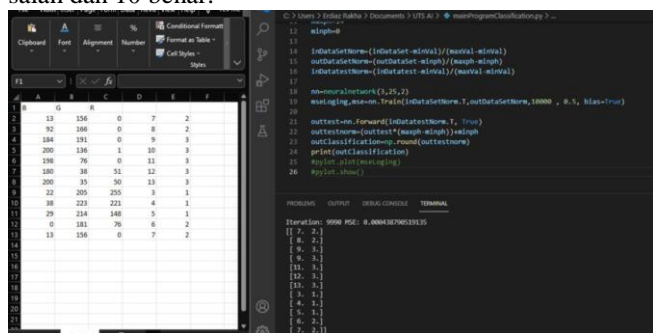 salah dan 10 benar.
Clipboard
Font
Alignment
Number
Conditional Formatt
Format as Table
Cell Styles
Styles
F1
fx
A B C D E F
B G R
2 13 156 0 7 2
3 92 166 0 8 2
4 184 191 0 9 3
5 200 136 1 10 3
6 198 76 0 11 3
7 180 38 51 12 3
8 200 35 50 13 3
9 22 205 255 3 1
10 38 223 221 4 1
11 29 214 148 5 1
12 0 181 76 6 2
13 13 156 0 7 2
14
15
16
17
18
19
20
21
C: > Users > Erdiaz Rakha > Documents > UTS AI > mainProgramClassification.py > ...
12 minph=0
13
14 inDataSetNorm=(inDataSet-minVal)/(maxVal-minVal)
15 outDataSetNorm=(outDataSet-minph)/(maxph-minph)
16 inDatatestNorm=(inDatatest-minVal)/(maxVal-minVal)
17
18 nn=neuralnetwork(3,25,2)
19 mseLoging,mse=nn.Train(inDataSetNorm.T,outDataSetNorm,10000 , 0.5, bias=True)
20
21 outtest=nn.Forward(inDatatestNorm.T, True)
22 outtestnorm=(outtest*(maxph-minph))+minph
23 outClassification=np.round(outtestnorm)
24 print(outClassification)
25 #pylot.plot(mseLoging)
26 #pylot.show()
PROBLEMS OUTPUT DEBUG CONSOLE TERMINAL
Iteration: 9990 MSE: 0.000438790519135
[[ 7. 2.]
[ 8. 2.]
[ 9. 3.]
[ 9. 3.]
[11. 3.]
[12. 3.]
[13. 3.]
[ 3. 1.]
[ 4. 1.]
[ 5. 1.]
[ 6. 2.]
[ 7. 2.]]